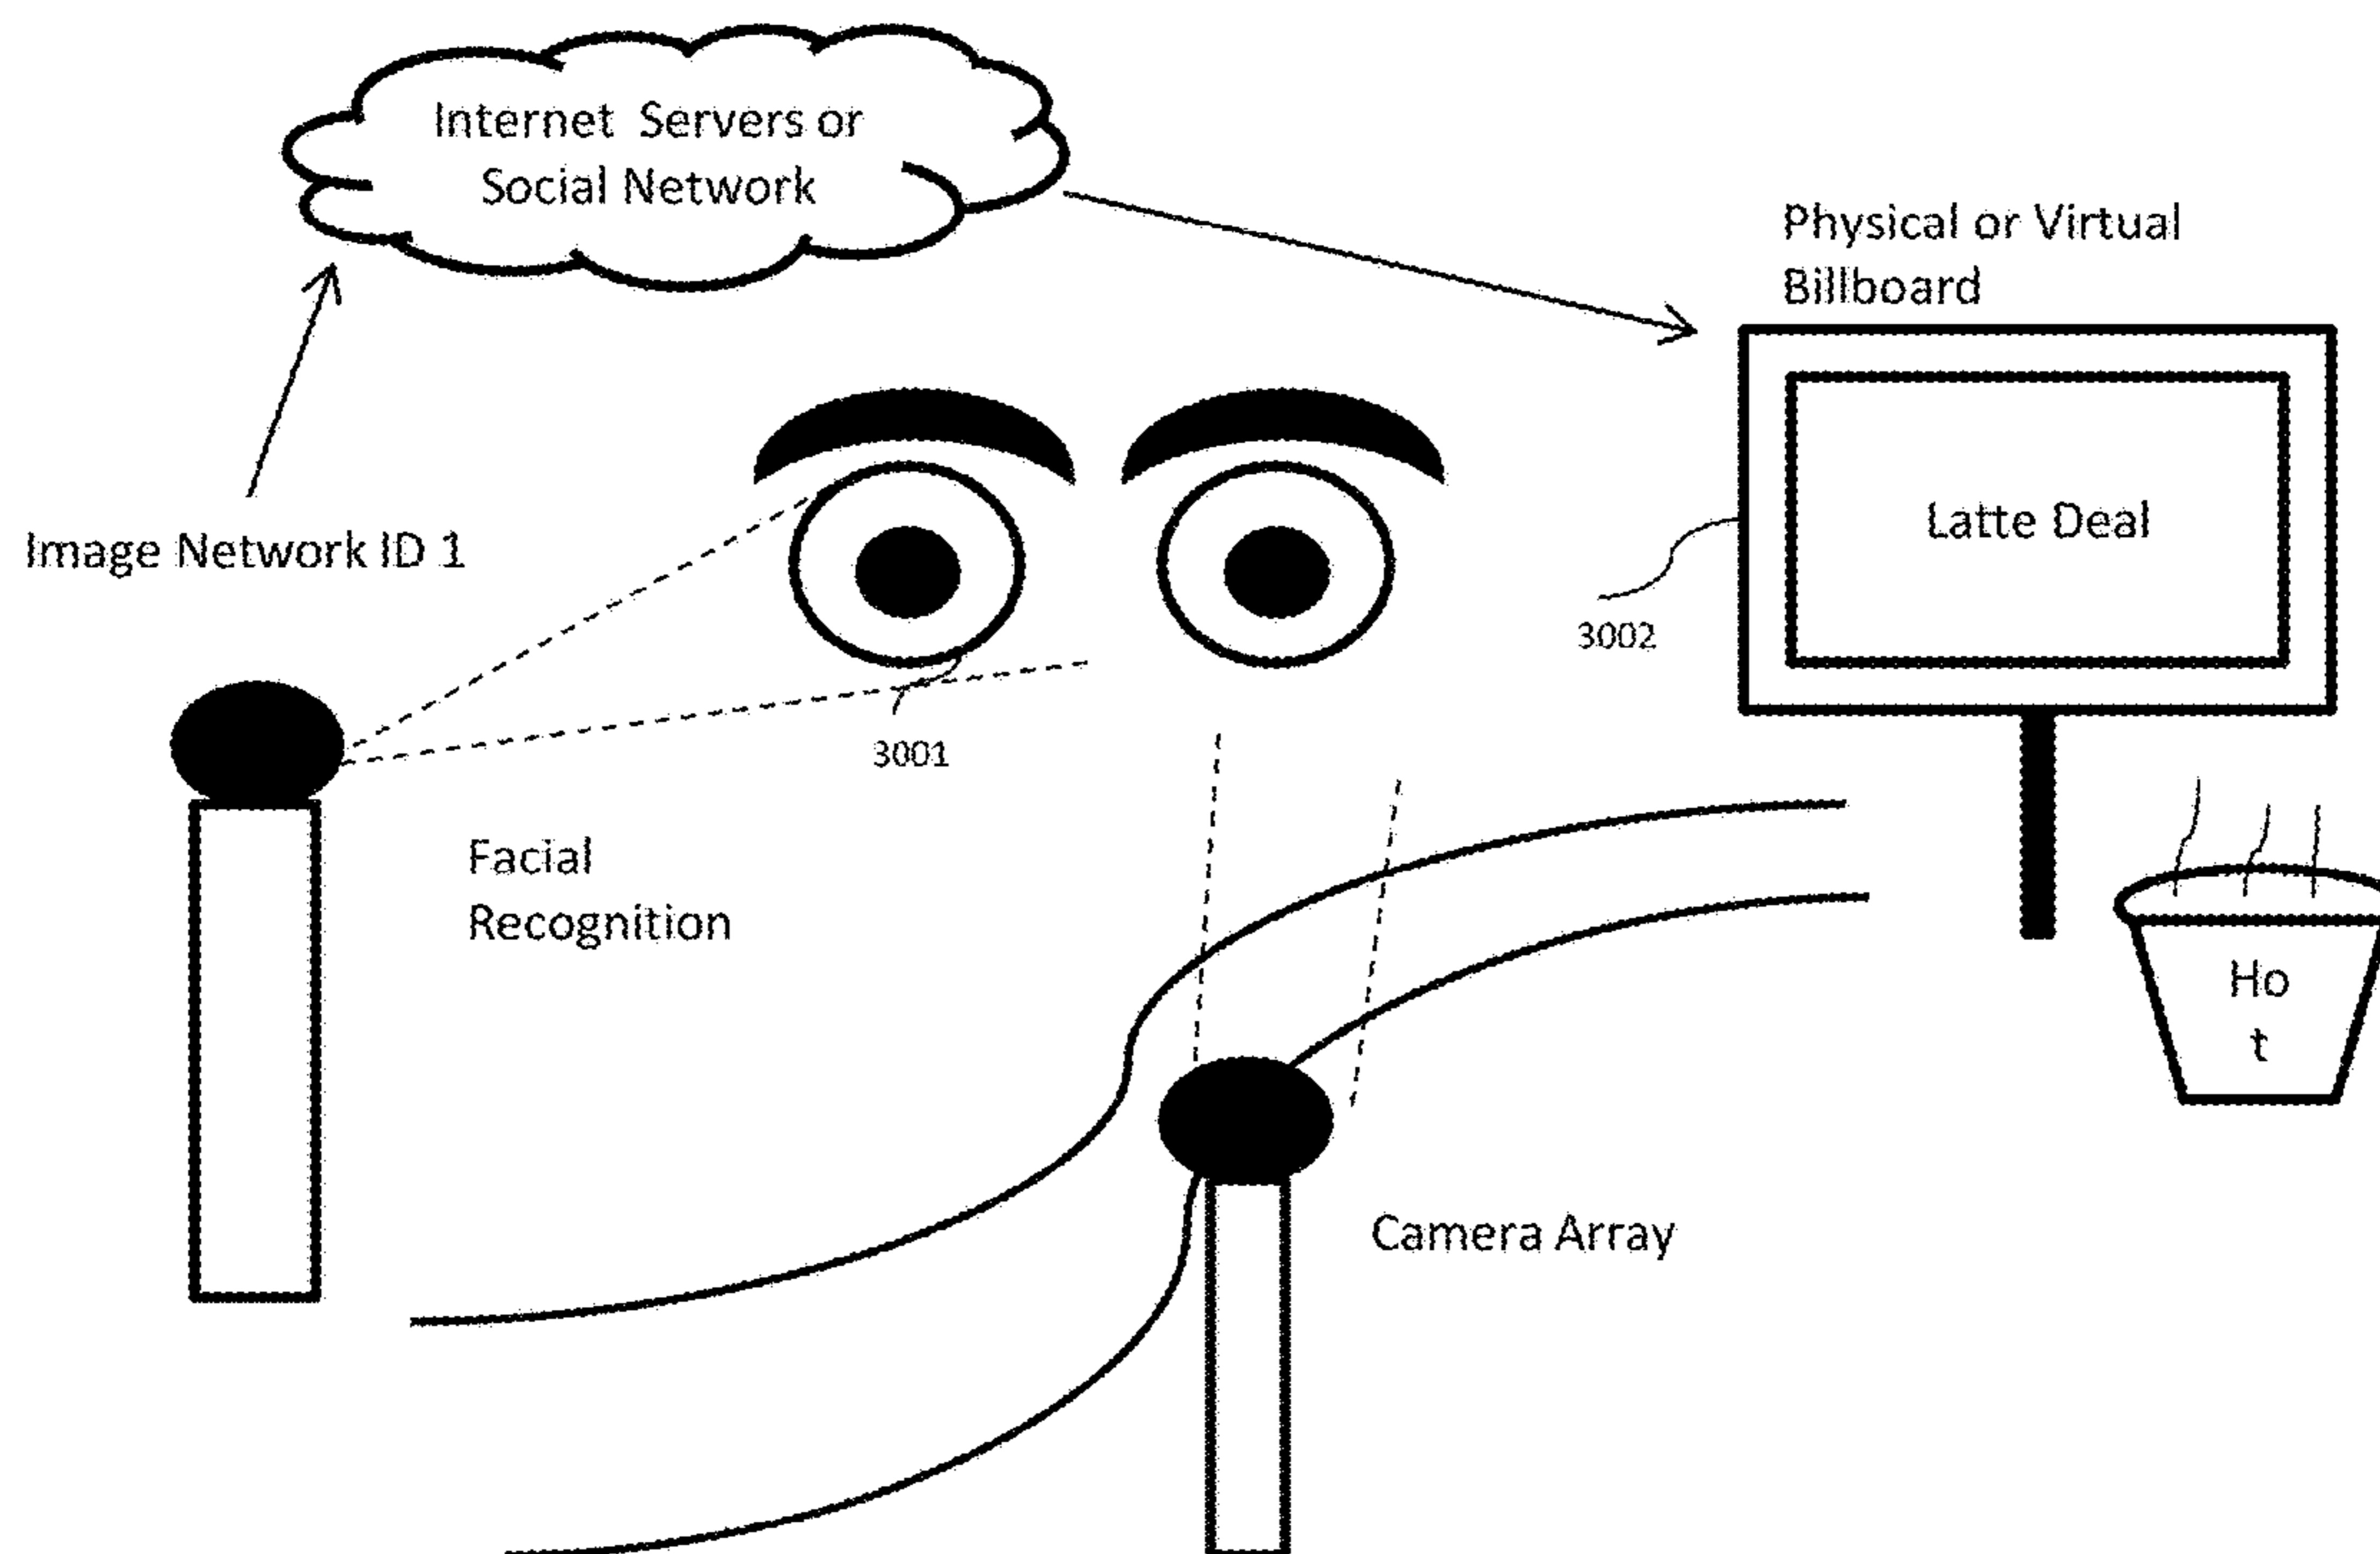 Internet Servers or
Social Network
Physical or Virtual
Billboard
Latte Deal
Image Network ID 1
3002
3001
Facial
Recognition
Ho
t
Camera Array